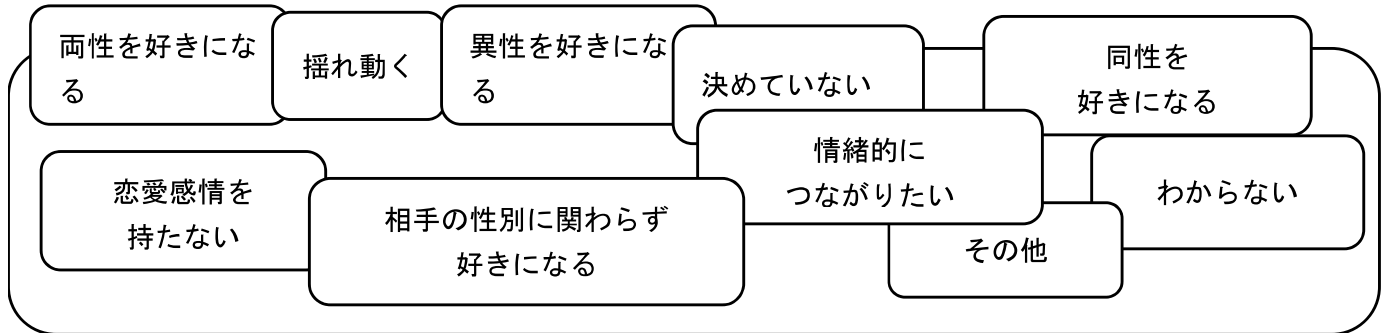 両性を好きにな
る
揺れ動く
異性を好きにな
る
決めていない
同性を
好きになる
情緒的に
つながりたい
わからない
恋愛感情を
持たない
相手の性別に関わらず
好きになる
その他